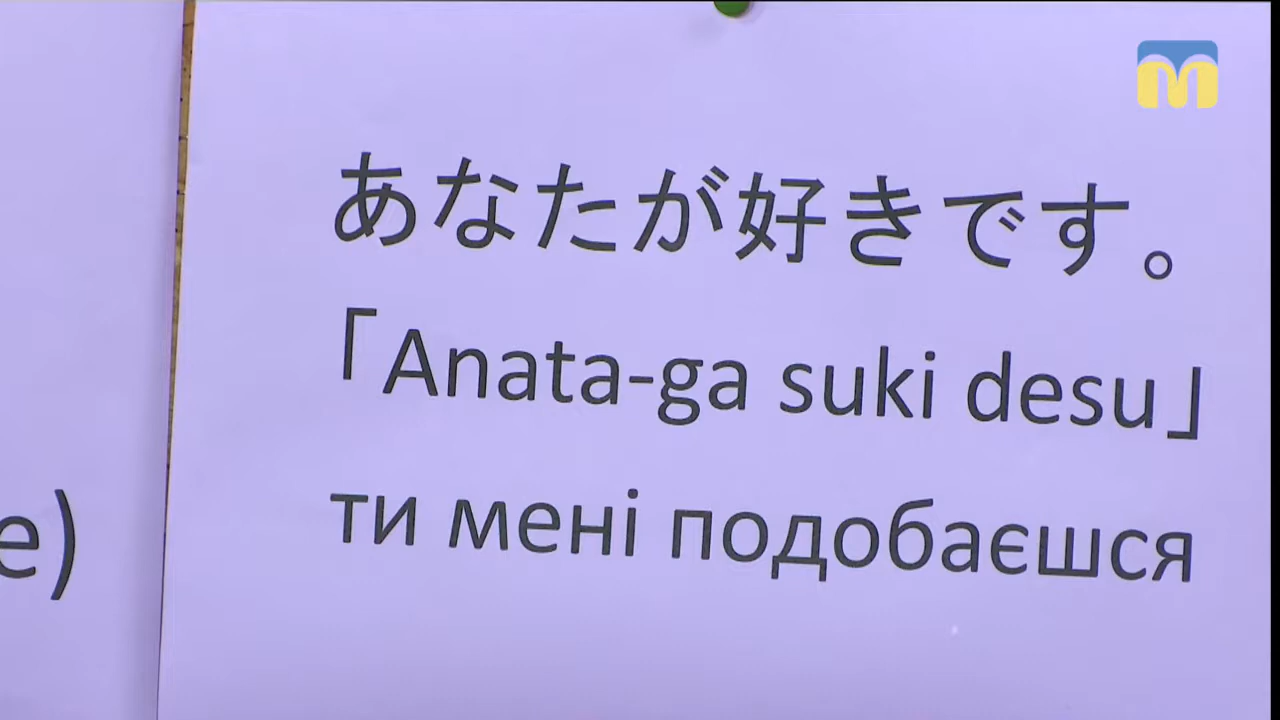 あなたが好きです。
「Anata-ga suki desu」
ти мені подобаєшся
e)